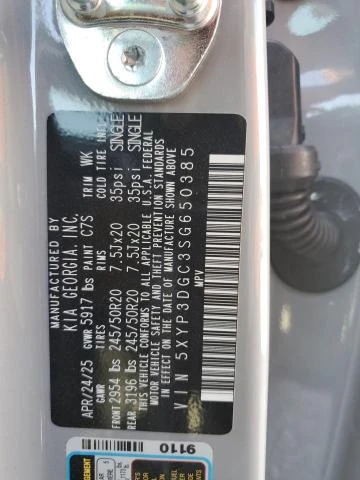 MANUFACTURED BY
KIA GEORGIA, INC.
APR/24/25 GVWR 5917 lbs PAINT C7S TRIM WK
GAWR TIRES RIMS COLD TIRE INF.
FRONT 2954 lbs 245/50R20 7.5Jx20 35psi SINGLE
REAR 3196 lbs 245/50R20 7.5Jx20 35psi SINGLE
THIS VEHICLE CONFORMS TO ALL APPLICABLE U.S.A. FEDERAL
MOTOR VEHICLE SAFETY AND BUMPER STANDARDS
IN EFFECT ON THE DATE OF MANUFACTURE SHOWN ABOVE
VIN 5XYP3DGC3SG650385
MPV
9110